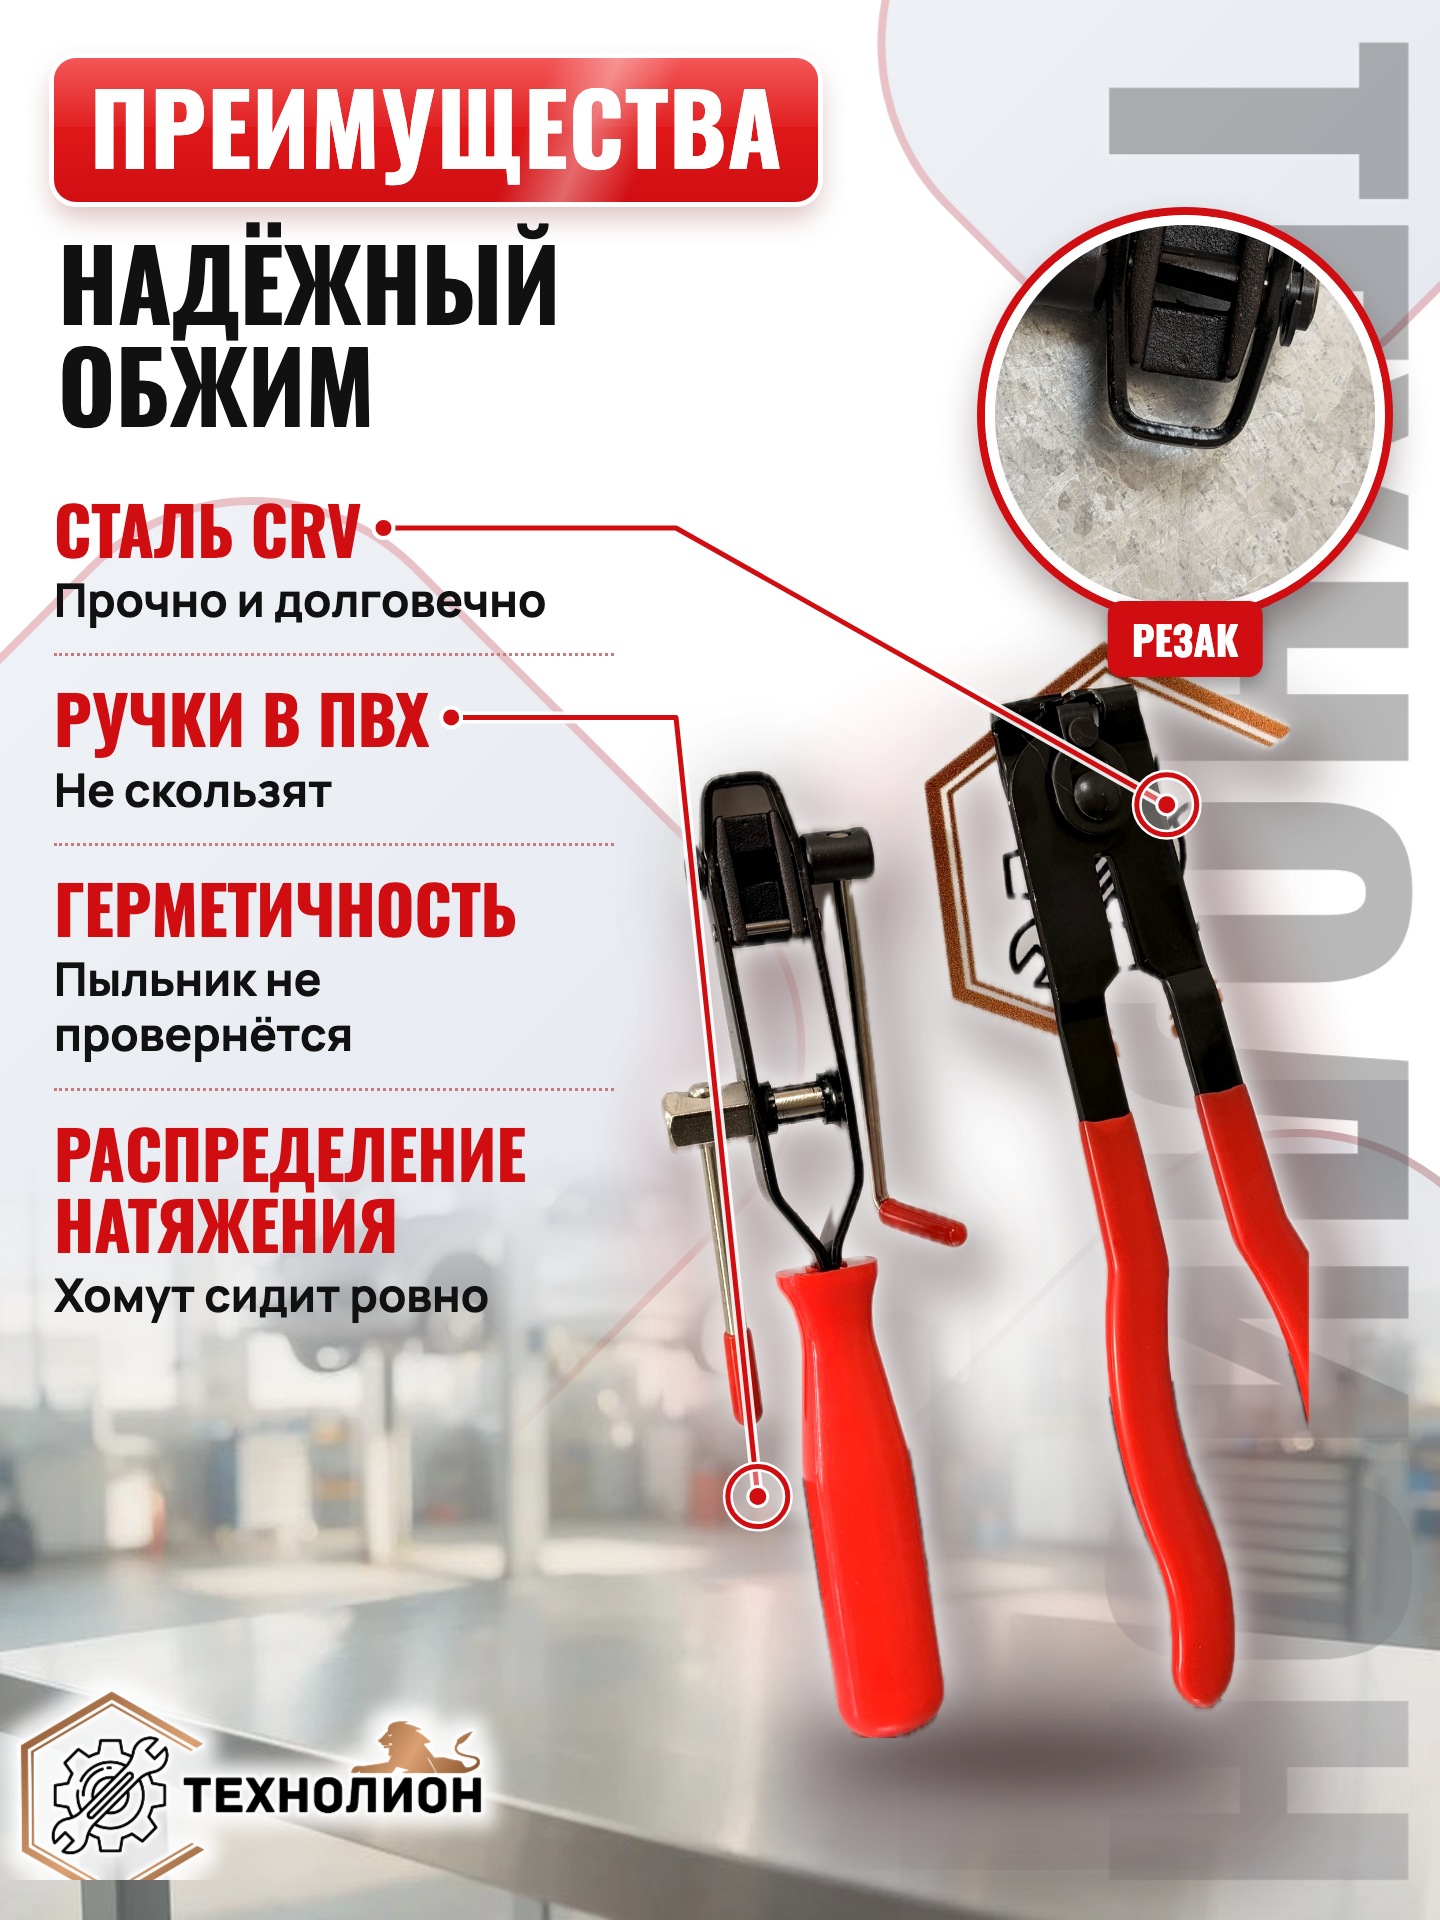 ПРЕИМУЩЕСТВА
НАДЁЖНЫЙ
ОБЖИМ
СТАЛЬ CRV
Прочно и долговечно
РУЧКИ В ПВХ
Не скользят
ГЕРМЕТИЧНОСТЬ
Пыльник не
провернётся
РАСПРЕДЕЛЕНИЕ
НАТЯЖЕНИЯ
Хомут сидит ровно
РЕЗАК
ТЕХНОЛИОН